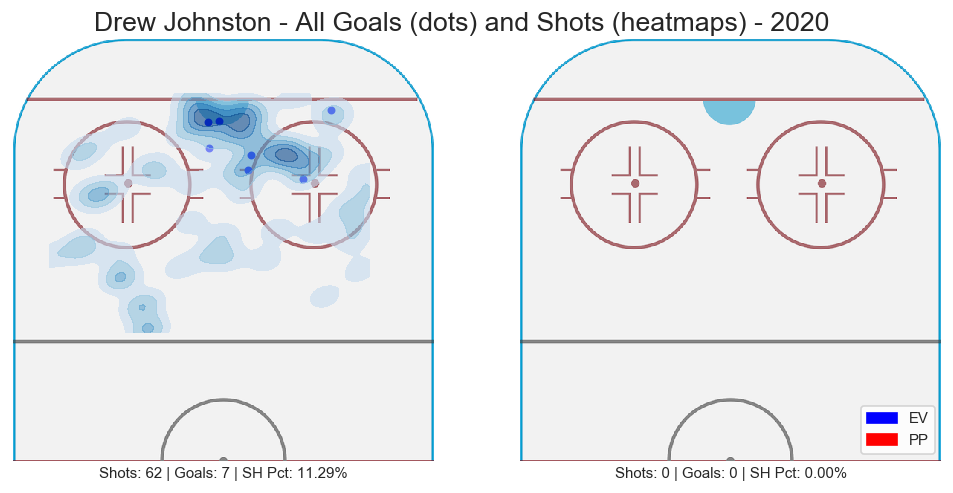 Drew Johnston - All Goals (dots) and Shots (heatmaps) - 2020
EV
PP
Shots: 62 | Goals: 7 | SH Pct: 11.29%
Shots: 0 | Goals: 0 | SH Pct: 0.00%